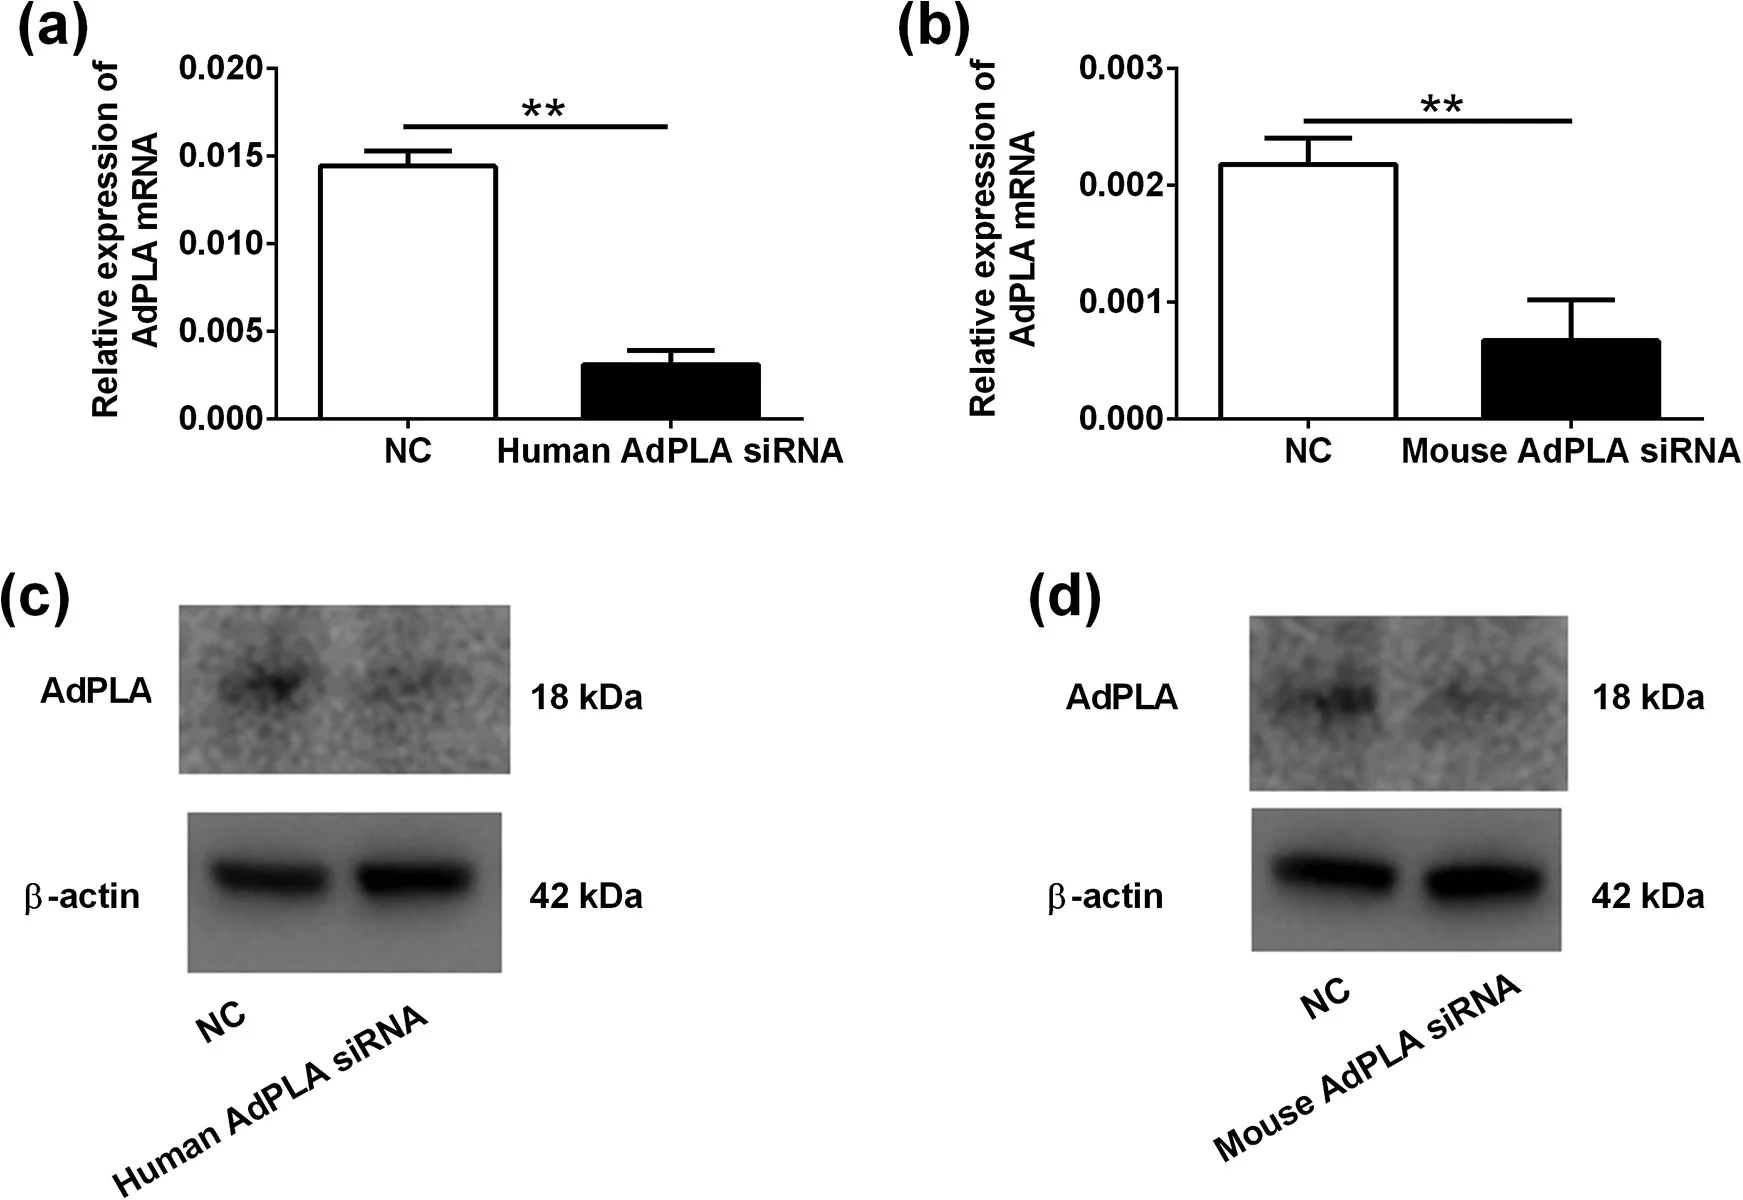 (a)
Relative expression of
AdPLA mRNA
0.020
0.015
0.010
0.005
0.000
**
NC
Human AdPLA siRNA
(b)
Relative expression of
AdPLA mRNA
0.003
0.002
0.001
0.000
**
NC
Mouse AdPLA siRNA
(c)
AdPLA
18 kDa
β-actin
42 kDa
NC
Human AdPLA siRNA
(d)
AdPLA
18 kDa
β-actin
42 kDa
NC
Mouse AdPLA siRNA